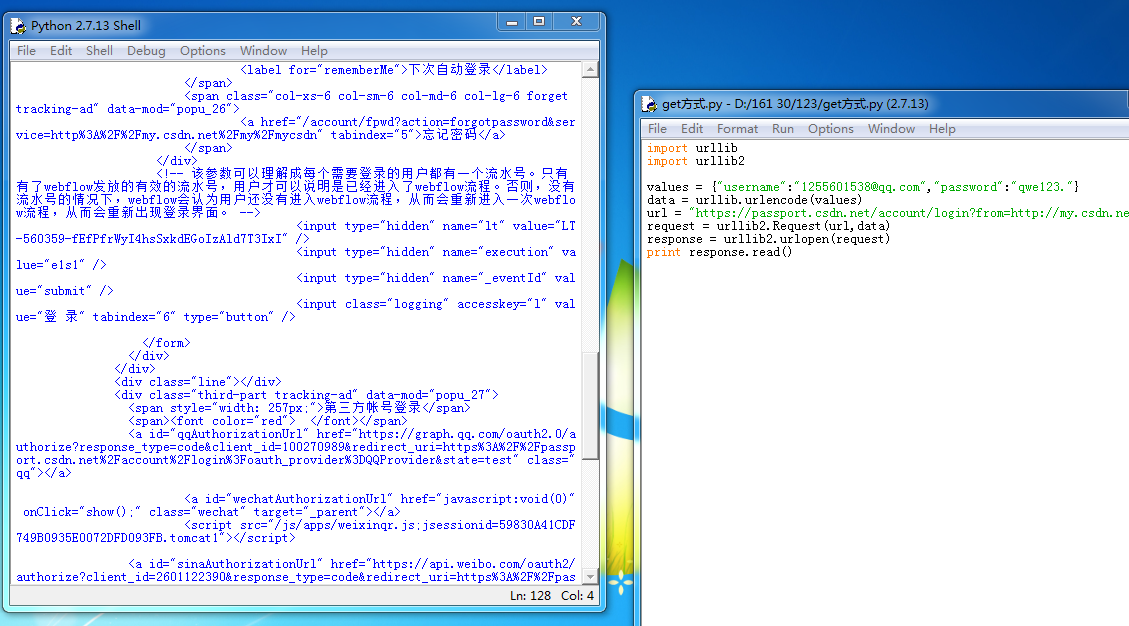 Python 2.7.13 Shell
File Edit Shell Debug Options Window Help
<label for="rememberMe">下次自动登录</label>
</span>
<span class="col-xs-6 col-sm-6 col-md-6 col-lg-6 forget
tracking-ad" data-mod="popu_26">
<a href="/account/fpwd?action=forgotpassword&ser
vice=http%3A%2F%2Fmy.csdn.net%2Fmy%2Fmycsdn" tabindex="5">忘记密码</a>
</span>
</div>
<!-- 该参数可以理解成每个需要登录的用户都有一个流水号。只有
有了webflow发放的有效的流水号，用户才可以说明是已经进入了webflow流程。否则，没有
流水号的情况下，webflow会认为用户还没有进入webflow流程，从而会重新进入一次webflo
w流程，从而会重新出现登录界面。 -->
<input type="hidden" name="lt" value="LT
-560359-fEfPfrWyI4hsSxkdEGoIzAld7T3IxI" />
<input type="hidden" name="execution" va
lue="e1s1" />
<input type="hidden" name="_eventId" val
ue="submit" />
<input class="logging" accesskey="l" val
ue="登 录" tabindex="6" type="button" />
</form>
</div>
</div>
<div class="line"></div>
<div class="third-part tracking-ad" data-mod="popu_27">
<span style="width: 257px;">第三方帐号登录</span>
<span><font color="red"> </font></span>
<a id="qqAuthorizationUrl" href="https://graph.qq.com/oauth2.0/a
uthorize?response_type=code&client_id=100270989&redirect_uri=https%3A%2F%2Fpassp
ort.csdn.net%2Faccount%2Flogin%3Foauth_provider%3DQQProvider&state=test" class="
qq"></a>
<a id="wechatAuthorizationUrl" href="javascript:void(0)"
onClick="show();" class="wechat" target="_parent"></a>
<script src="/js/apps/weixinqr.js;jsessionid=59830A41CDF
749B0935E0072DFD093FB.tomcat1"></script>
<a id="sinaAuthorizationUrl" href="https://api.weibo.com/oauth2/
authorize?client_id=2601122390&response_type=code&redirect_uri=https%3A%2F%2Fpas
Ln: 128 Col: 4
get方式.py - D:/161 30/123/get方式.py (2.7.13)
File Edit Format Run Options Window Help
import urllib
import urllib2
values = {"username":"1255601538@qq.com","password":"qwe123."}
data = urllib.urlencode(values)
url = "https://passport.csdn.net/account/login?from=http://my.csdn.ne
request = urllib2.Request(url,data)
response = urllib2.urlopen(request)
print response.read()